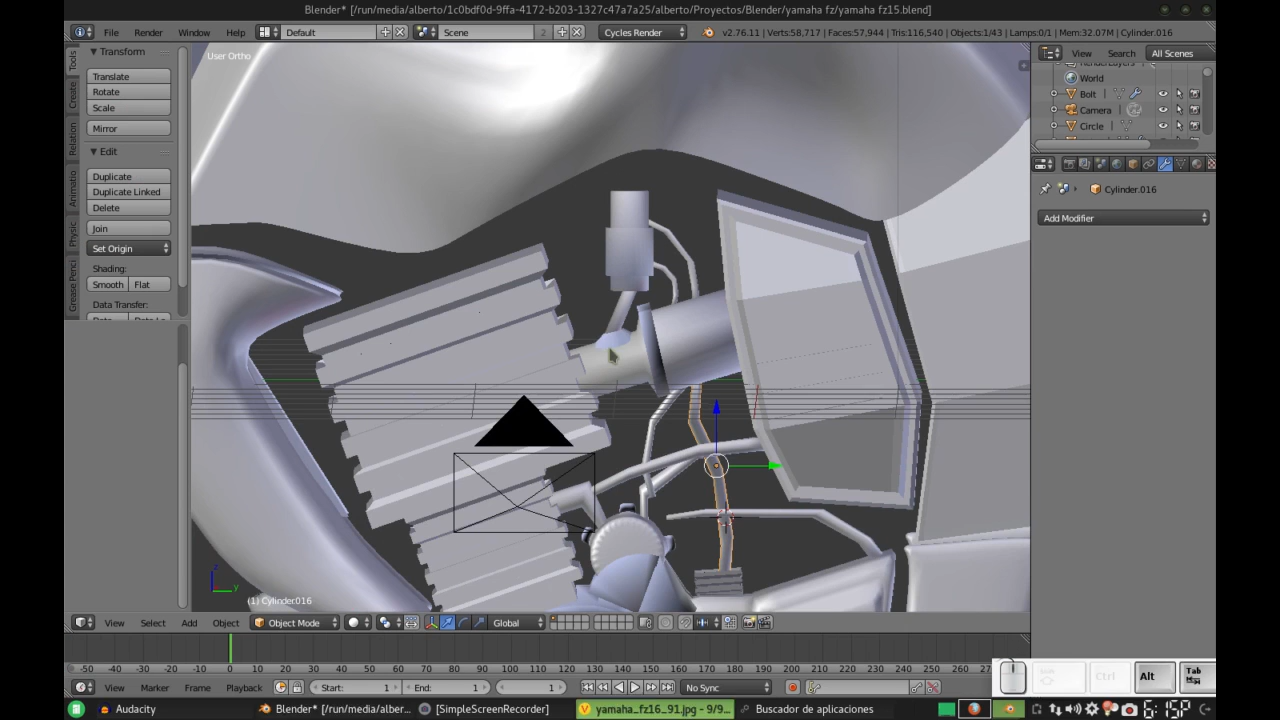 Blender* [/run/media/alberto/1c0bdf0d-9ffa-4172-b203-1327c47a7a25/alberto/Proyectos/Blender/yamaha fz/yamaha fz15.blend]
File Render Window Help Default Scene 2 Cycles Render v2.76.11 | Verts:58,717 | Faces:57,944 | Tris:116,540 | Objects:1/43 | Lamps:0/1 | Mem:32.07M | Cylinder.016
Transform
User Ortho
View Search All Scenes
Tools
Create
Relation
Animatio
Physic
Grease Penci
Translate
Rotate
Scale
Mirror
Edit
Duplicate
Duplicate Linked
Delete
Join
Set Origin
Shading:
Smooth Flat
Data Transfer:
RenderLayers
World
Bolt
Camera
Circle
Cylinder.016
Add Modifier
z
y
(1) Cylinder.016
View Select Add Object Object Mode Global
-50 -40 -30 -20 -10 0 10 20 30 40 50 60 70 80 90 100 110 120 130 140 150 160 170 180 190 200 210 220 230 240 250 260
View Marker Frame Playback Start: 1 End: 1 1 No Sync
Ctrl Alt Tab
Audacity Blender* [/run/media/alber... [SimpleScreenRecorder] yamaha_fz16_91.jpg - 9/9... Buscador de aplicaciones